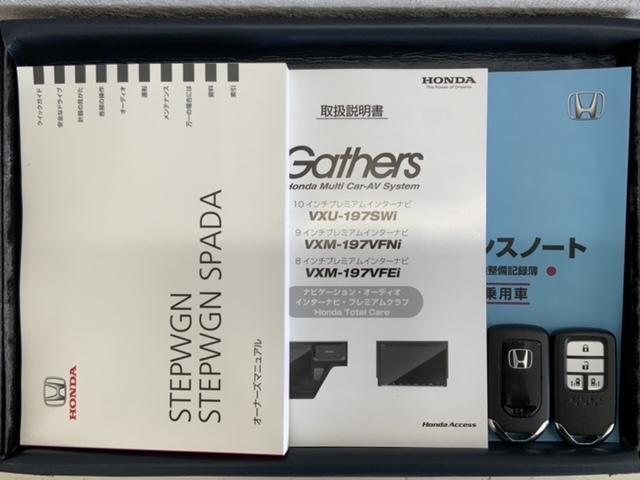 クイックガイド
安全なドライブ
計器の見かた
各部の操作
オーディオ
運転
メンテナンス
万一の場合には
資料
索引
STEPWGN
STEPWGN SPADA
オーナーズマニュアル
HONDA
HONDA
The Power of Dreams
取扱説明書
Gathers
Honda Multi Car-AV System
10インチプレミアムインターナビ
VXU-197SWi
9インチプレミアムインターナビ
VXM-197VFNi
8インチプレミアムインターナビ
VXM-197VFEi
ナビゲーション・オーディオ
インターナビ・プレミアムクラブ
Honda Total Care
Honda Access
ンスノート
整備記録簿
乗用車